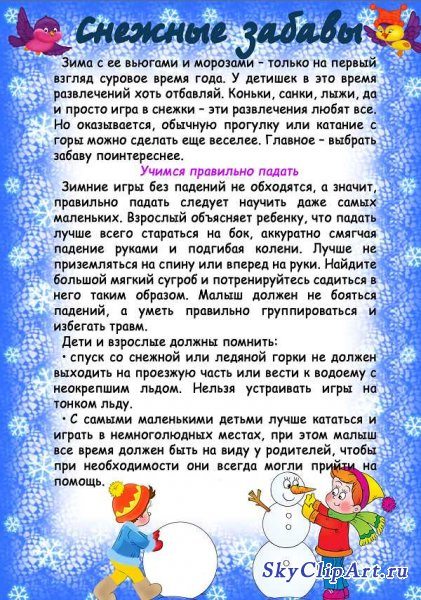 Снежные забавы
Зима с ее вьюгами и морозами – только на первый
взгляд суровое время года. У детишек в это время
развлечений хоть отбавляй. Коньки, санки, лыжи, да
и просто игра в снежки – эти развлечения любят все.
Но оказывается, обычную прогулку или катание с
горы можно сделать еще веселее. Главное – выбрать
забаву поинтереснее.
Учимся правильно падать
Зимние игры без падений не обходятся, а значит,
правильно падать следует научить даже самых
маленьких. Взрослый объясняет ребенку, что падать
лучше всего стараться на бок, аккуратно смягчая
падение руками и подгибая колени. Лучше не
приземляться на спину или вперед на руки. Найдите
большой мягкий сугроб и потренируйтесь садиться в
него таким образом. Малыш должен не бояться
падений, а уметь правильно группироваться и
избегать травм.
Дети и взрослые должны помнить:
• спуск со снежной или ледяной горки не должен
выходить на проезжую часть или вести к водоему с
неокрепшим льдом. Нельзя устраивать игры на
тонком льду.
• С самыми маленькими детьми лучше кататься и
играть в немноголюдных местах, при этом малыш
все время должен быть на виду у родителей, чтобы
при необходимости они всегда могли прийти на
помощь.
SkyClipArt.ru